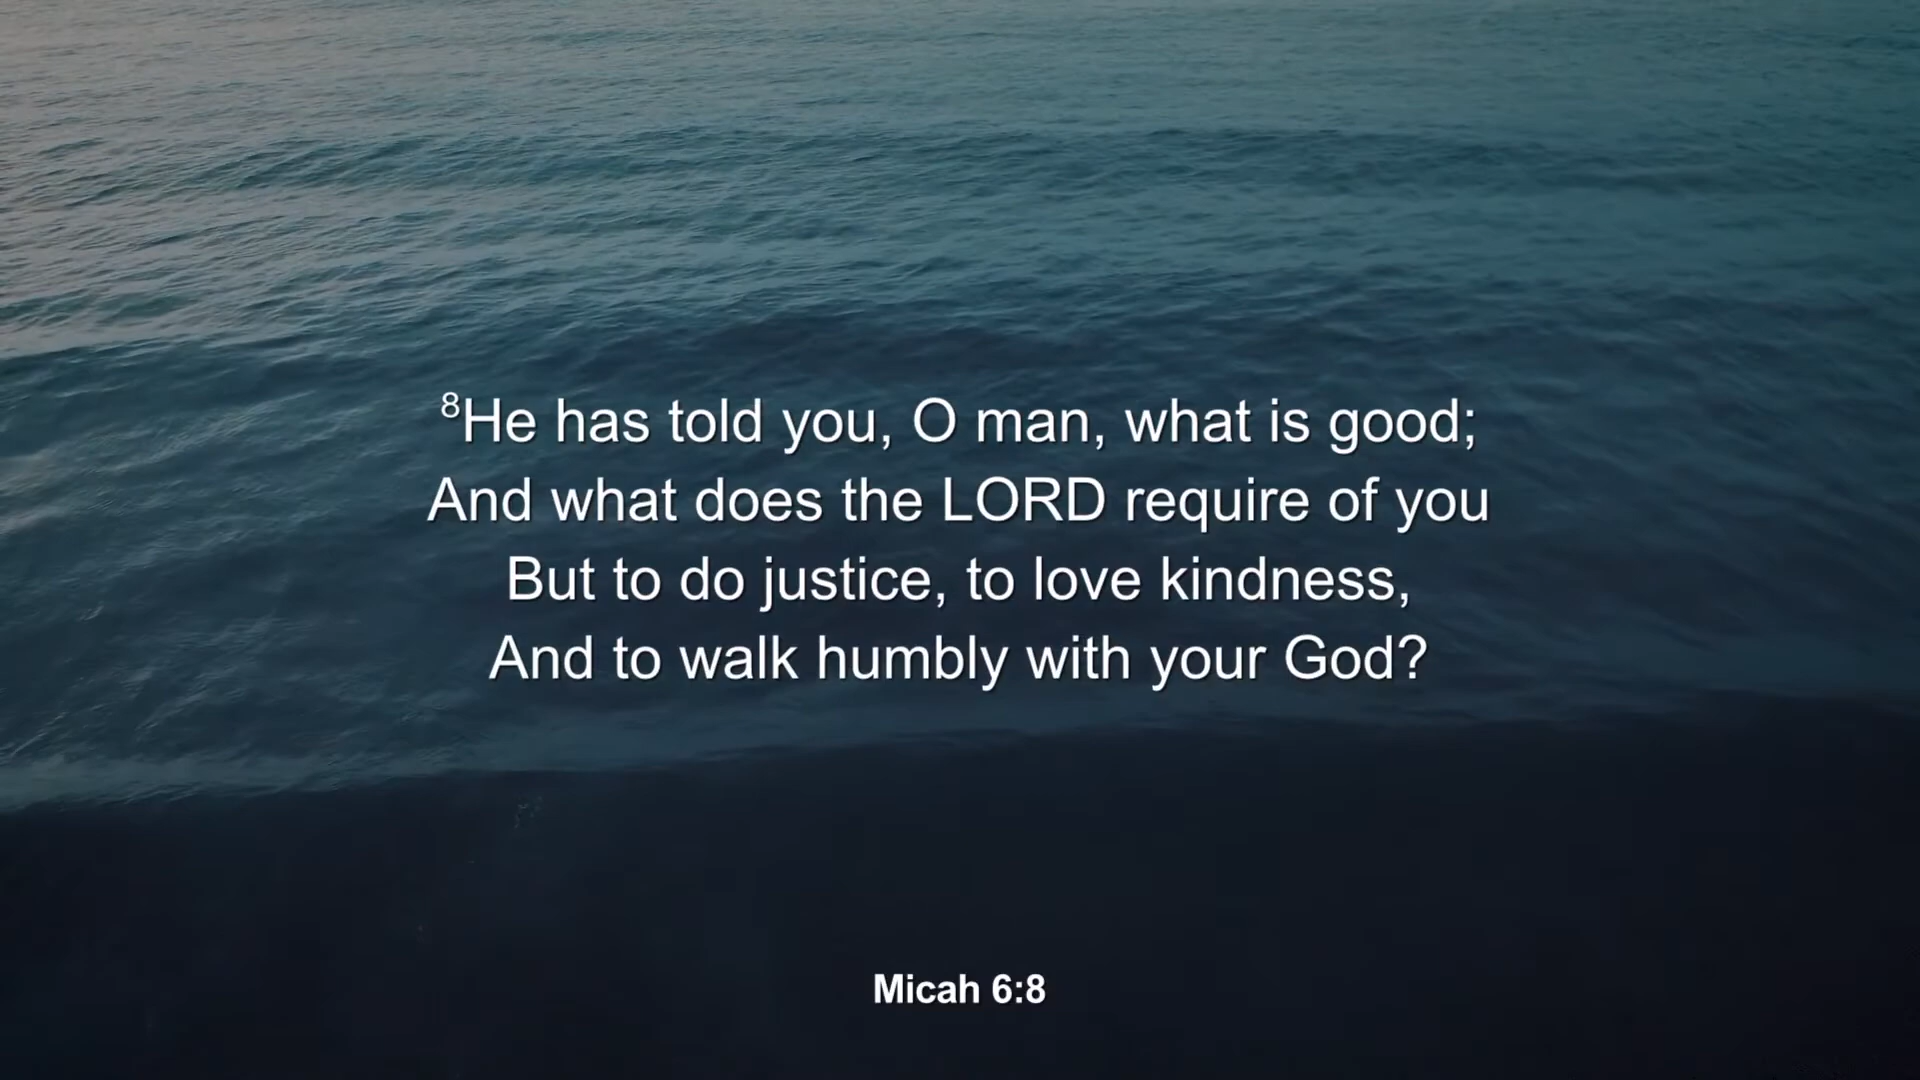 ⁸He has told you, O man, what is good;
And what does the LORD require of you
But to do justice, to love kindness,
And to walk humbly with your God?
Micah 6:8